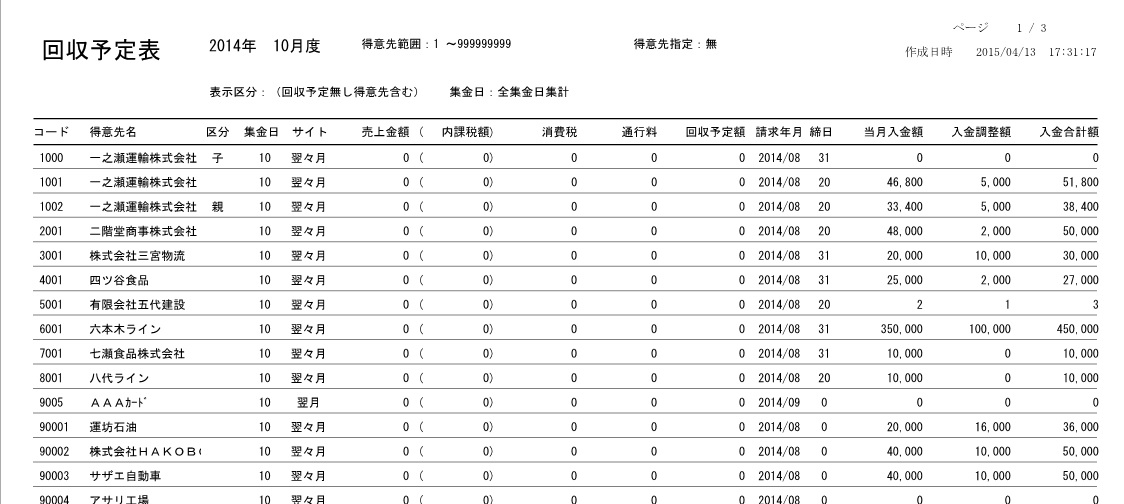 ページ 1 / 3
回収予定表 2014年 10月度 得意先範囲：1 ～999999999 得意先指定：無
作成日時 2015/04/13 17:31:17
表示区分：（回収予定無し得意先含む） 集金日：全集金日集計
コード 得意先名 区分 集金日 サイト 売上金額 ( 内課税額) 消費税 通行料 回収予定額 請求年月 締日 当月入金額 入金調整額 入金合計額
1000 一之瀬運輸株式会社 子 10 翌々月 0 ( 0) 0 0 0 2014/08 31 0 0 0
1001 一之瀬運輸株式会社 10 翌々月 0 ( 0) 0 0 0 2014/08 20 46,800 5,000 51,800
1002 一之瀬運輸株式会社 親 10 翌々月 0 ( 0) 0 0 0 2014/08 20 33,400 5,000 38,400
2001 二階堂商事株式会社 10 翌々月 0 ( 0) 0 0 0 2014/08 20 48,000 2,000 50,000
3001 株式会社三宮物流 10 翌々月 0 ( 0) 0 0 0 2014/08 31 20,000 10,000 30,000
4001 四ツ谷食品 10 翌々月 0 ( 0) 0 0 0 2014/08 31 25,000 2,000 27,000
5001 有限会社五代建設 10 翌々月 0 ( 0) 0 0 0 2014/08 20 2 1 3
6001 六本木ライン 10 翌々月 0 ( 0) 0 0 0 2014/08 31 350,000 100,000 450,000
7001 七瀬食品株式会社 10 翌々月 0 ( 0) 0 0 0 2014/08 31 10,000 0 10,000
8001 八代ライン 10 翌々月 0 ( 0) 0 0 0 2014/08 20 10,000 0 10,000
9005 ＡＡＡｶｰﾄﾞ 10 翌月 0 ( 0) 0 0 0 2014/09 0 0 0 0
90001 運坊石油 10 翌々月 0 ( 0) 0 0 0 2014/08 0 20,000 16,000 36,000
90002 株式会社ＨＡＫＯＢ 10 翌々月 0 ( 0) 0 0 0 2014/08 0 40,000 10,000 50,000
90003 サザエ自動車 10 翌々月 0 ( 0) 0 0 0 2014/08 0 40,000 10,000 50,000
90004 アサリ工場 10 翌々月 0 ( 0) 0 0 0 2014/08 0 0 0 0